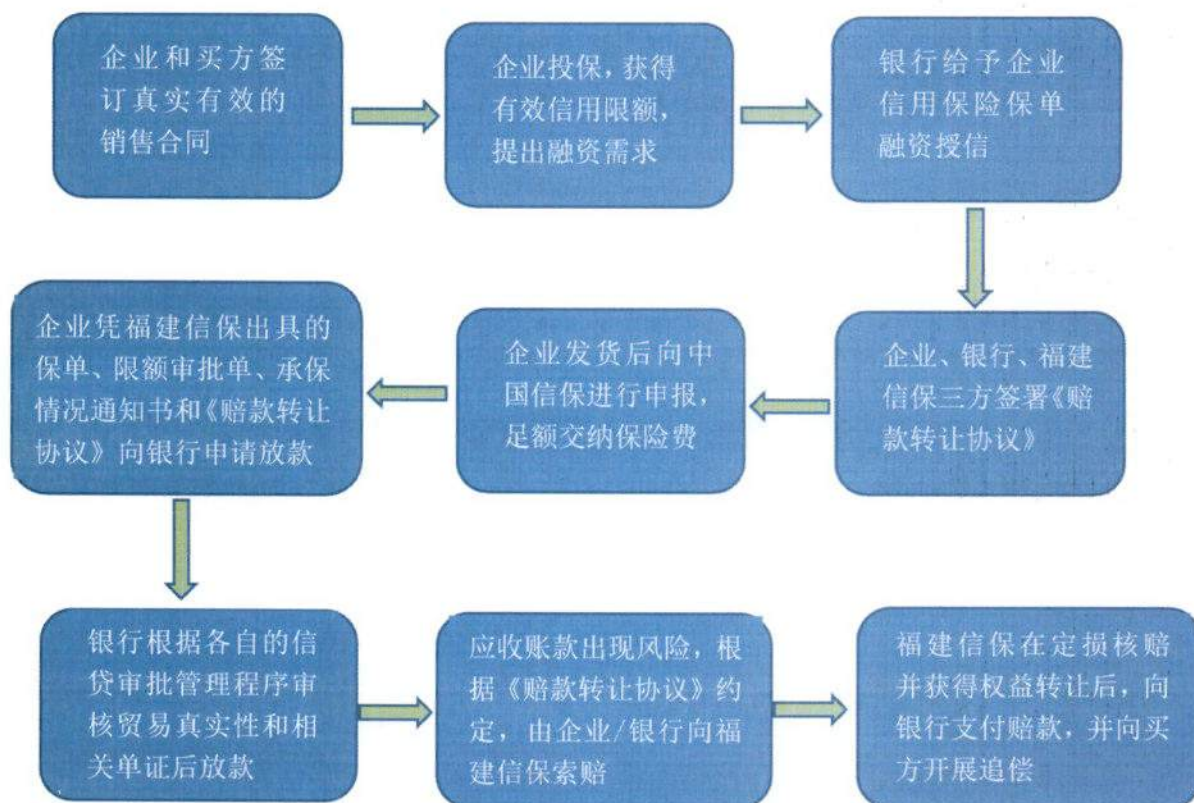 企业和买方签
订真实有效的
销售合同
企业投保，获得
有效信用限额，
提出融资需求
银行给予企业
信用保险保单
融资授信
企业、银行、福建
信保三方签署《赔
款转让协议》
企业发货后向中
国信保进行申报，
足额交纳保险费
企业凭福建信保出具的
保单、限额审批单、承保
情况通知书和《赔款转让
协议》向银行申请放款
银行根据各自的信
贷审批管理程序审
核贸易真实性和相
关单证后放款
应收账款出现风险，根
据《赔款转让协议》约
定，由企业/银行向福
建信保索赔
福建信保在定损核赔
并获得权益转让后，向
银行支付赔款，并向买
方开展追偿